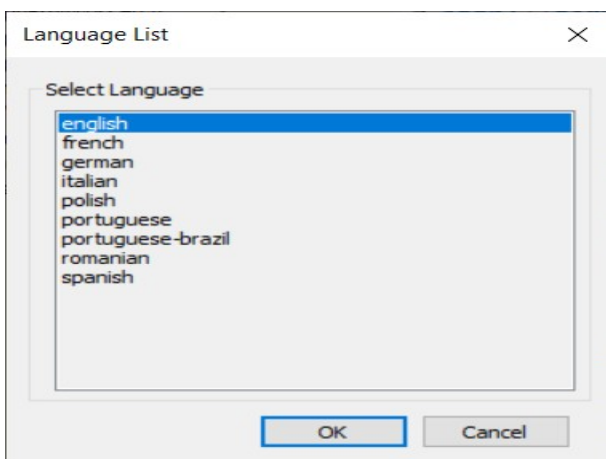 Language List
Select Language
english
french
german
italian
polish
portuguese
portuguese-brazil
romanian
spanish
OK
Cancel